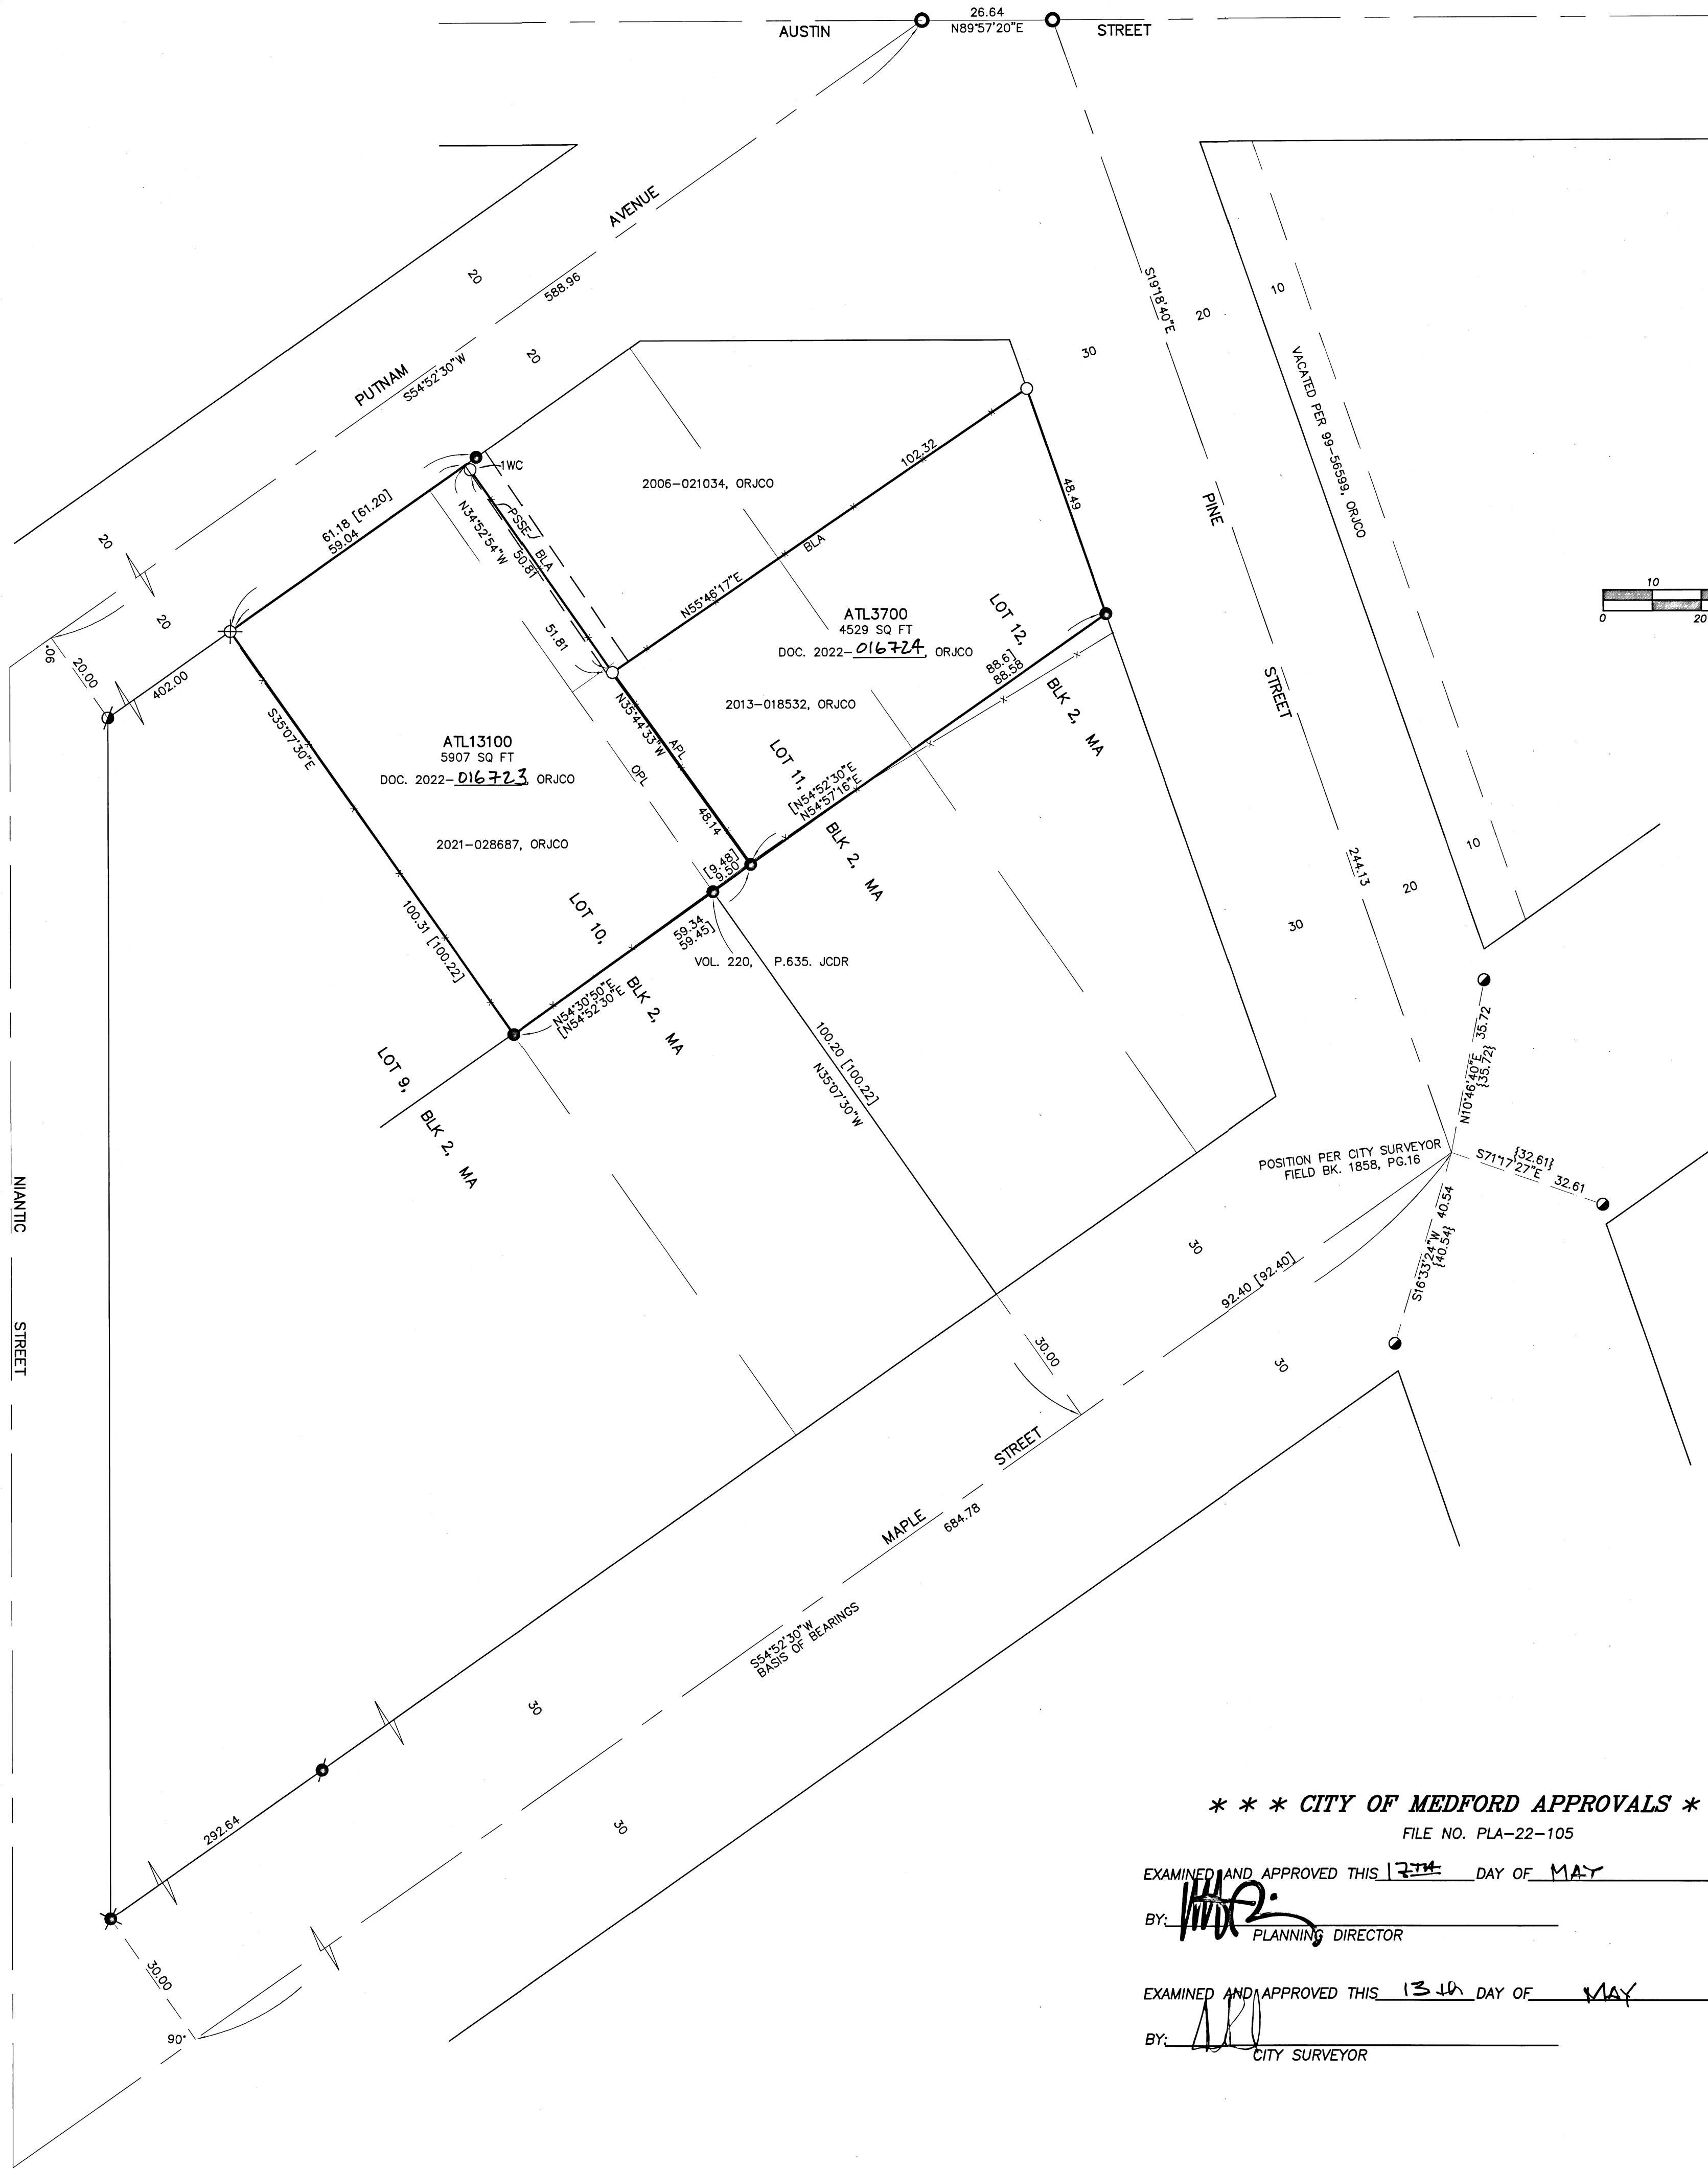 26.64
AUSTIN
N89°57'20"E
STREET
PUTNAM
AVENUE
588.96
S54°52'30"W
20
20
20
20
90°
20.00
402.00
61.18 [61.20]
59.04
1WC
PSSE
BLA
N34°52'54"W
50.81
51.81
2006-021034, ORJCO
102.32
N55°46'17"E
BLA
48.49
S19°18'40"E
20
30
10
VACATED PER 99-56599, ORJCO
PINE
STREET
244.13
20
30
10
10
0
20
ATL3700
4529 SQ FT
DOC. 2022-016724, ORJCO
2013-018532, ORJCO
LOT 12,
BLK 2, MA
88.61]
88.58
LOT 11,
BLK 2, MA
[N54°52'30"E
N54°57'16"E
ATL13100
5907 SQ FT
DOC. 2022-016723, ORJCO
2021-028687, ORJCO
S35°07'30"E
100.31 [100.22]
N35°44'33"W
APL
OPL
48.14
[9.48]
9.50
59.34
59.45]
VOL. 220, P.635. JCDR
LOT 10,
BLK 2, MA
N54°30'50"E
[N54°52'30"E
LOT 9,
BLK 2, MA
100.20 [100.22]
N35°07'30"W
POSITION PER CITY SURVEYOR
FIELD BK. 1858, PG.16
N10°46'40"E 35.72
{35.72}
{32.61}
S71°17'27"E 32.61
S16°33'24"W 40.54
{40.54}
NIANTIC STREET
30
30
92.40 [92.40]
30.00
MAPLE
STREET
684.78
S54°52'30"W
BASIS OF BEARINGS
30
30
292.64
30.00
90°
* * * CITY OF MEDFORD APPROVALS *
FILE NO. PLA-22-105
EXAMINED AND APPROVED THIS 17TH DAY OF MAY
BY:
PLANNING DIRECTOR
EXAMINED AND APPROVED THIS 13th DAY OF MAY
BY:
CITY SURVEYOR